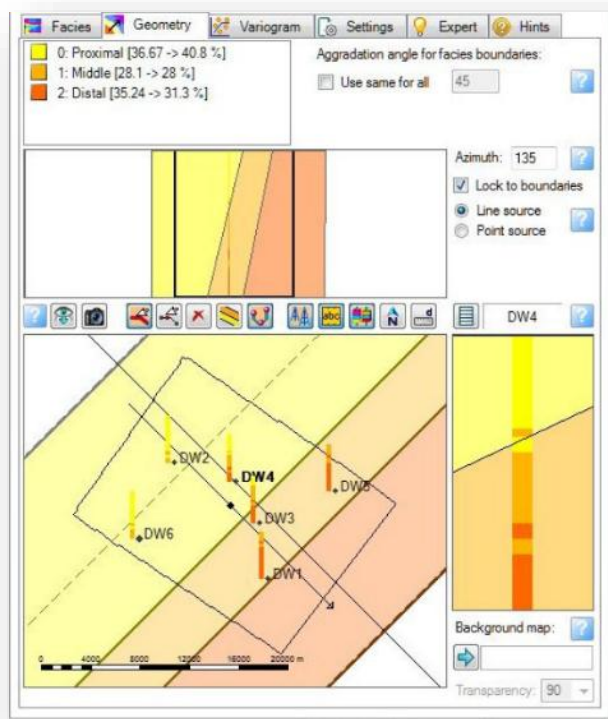 Facies Geometry Variogram Settings Expert Hints
0: Proximal [36.67 -> 40.8 %]
1: Middle [28.1 -> 28 %]
2: Distal [35.24 -> 31.3 %]
Aggradation angle for facies boundaries:
Use same for all 45 ?
Azimuth: 135 ?
Lock to boundaries
Line source ?
Point source
? abc N d DW4 ?
DW2
DW4
DW5
DW3
DW6
DW1
0 4000 8000 12000 16000 20000 m
Background map: ?
Transparency: 90